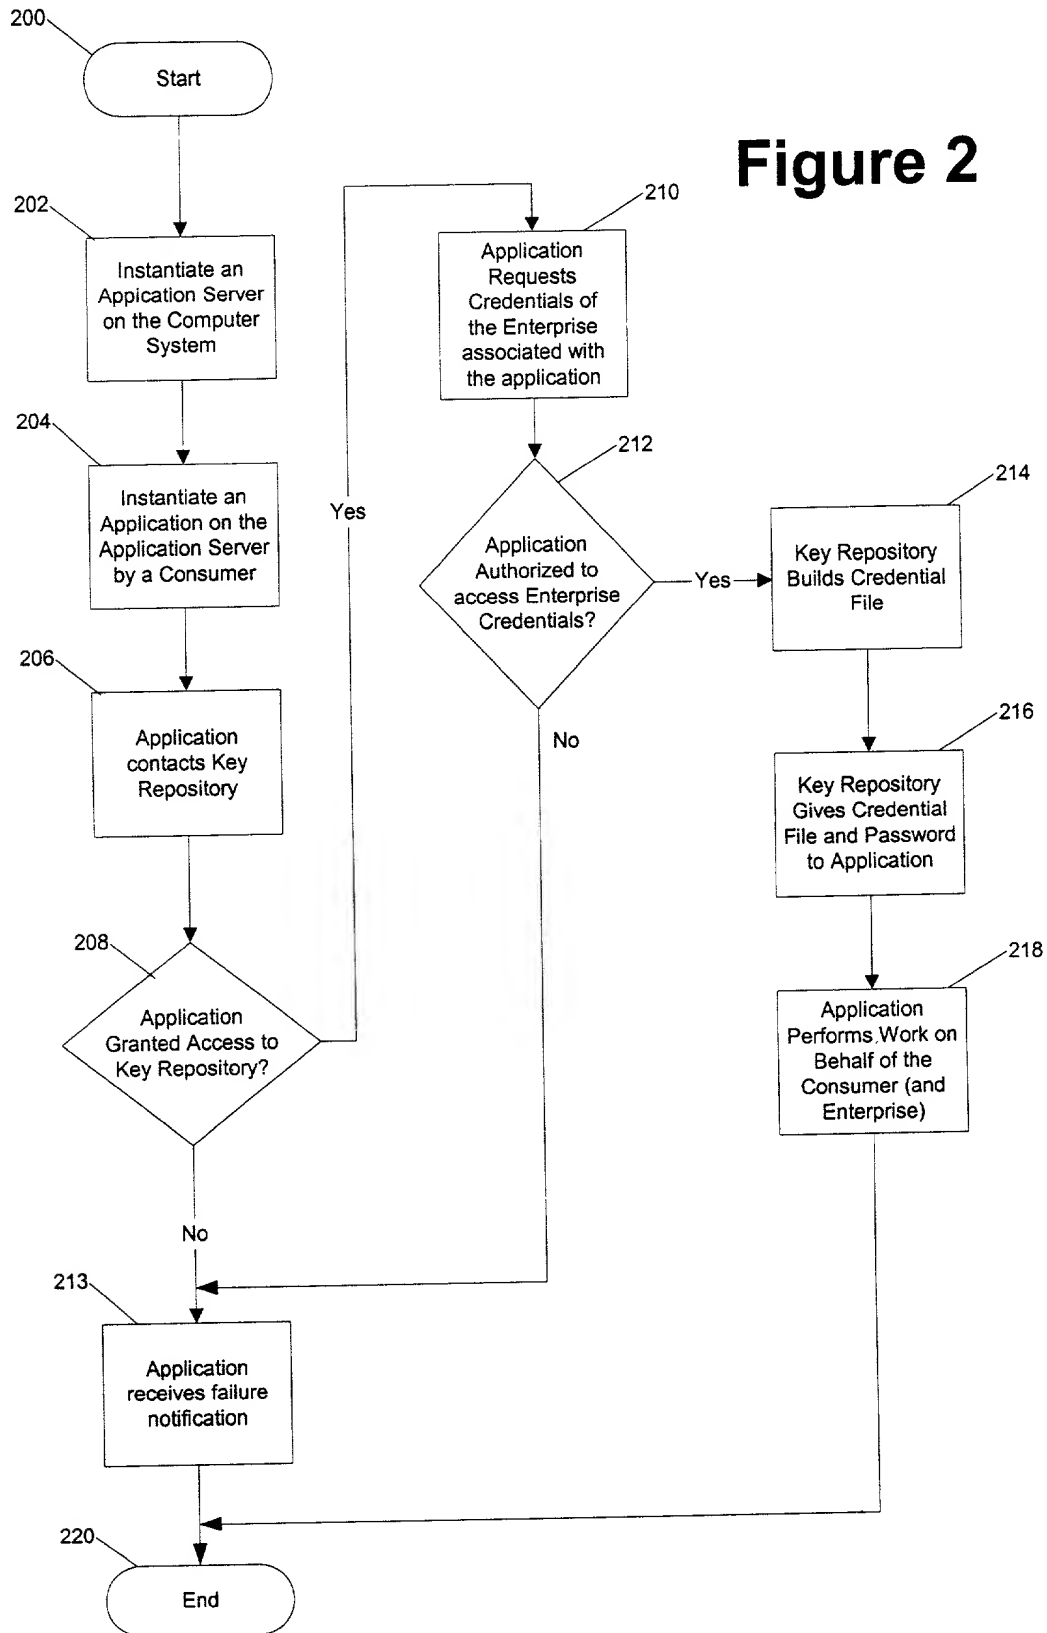 Figure 2
200
Start
202
Instantiate an
Appication Server
on the Computer
System
204
Instantiate an
Application on the
Application Server
by a Consumer
206
Application
contacts Key
Repository
208
Application
Granted Access to
Key Repository?
Yes
No
210
Application
Requests
Credentials of
the Enterprise
associated with
the application
212
Application
Authorized to
access Enterprise
Credentials?
Yes
No
213
Application
receives failure
notification
214
Key Repository
Builds Credential
File
216
Key Repository
Gives Credential
File and Password
to Application
218
Application
Performs Work on
Behalf of the
Consumer (and
Enterprise)
220
End